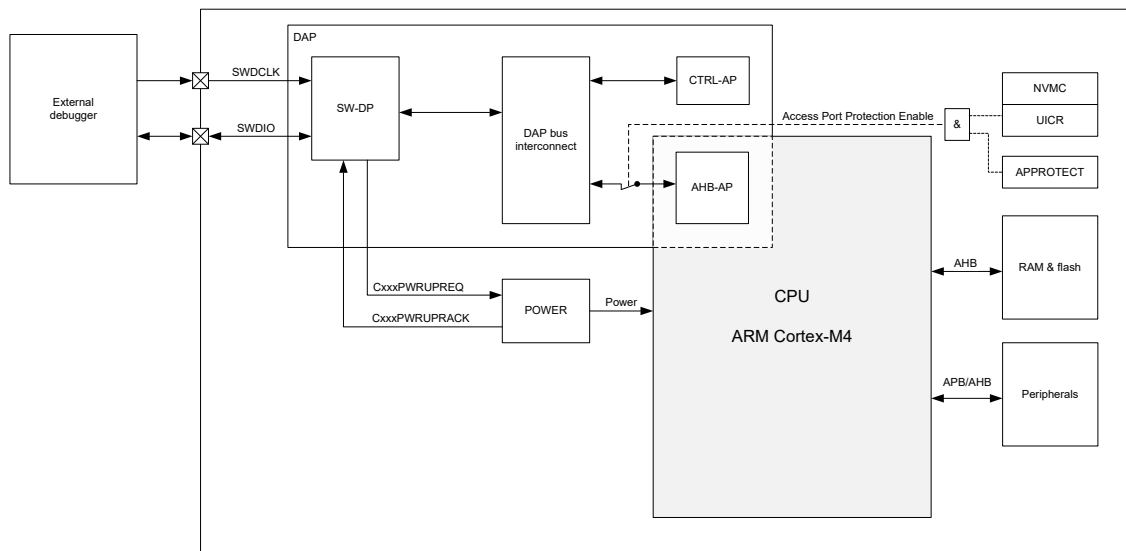 DAP
External
debugger
SWDCLK
SWDIO
SW-DP
DAP bus
interconnect
CTRL-AP
AHB-AP
Access Port Protection Enable
&
NVMC
UICR
APPROTECT
CxxxPWRUPREQ
CxxxPWRUPRACK
POWER
Power
CPU
ARM Cortex-M4
AHB
RAM & flash
APB/AHB
Peripherals